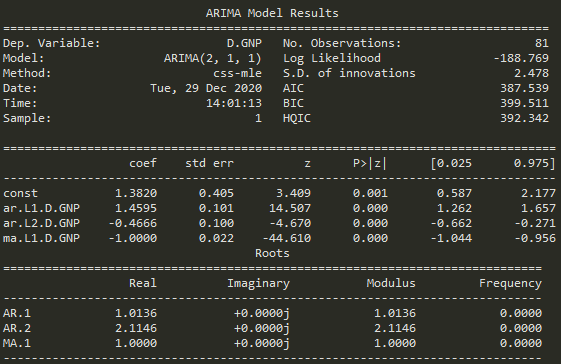 ARIMA Model Results
==============================================================================
Dep. Variable: D.GNP No. Observations: 81
Model: ARIMA(2, 1, 1) Log Likelihood -188.769
Method: css-mle S.D. of innovations 2.478
Date: Tue, 29 Dec 2020 AIC 387.539
Time: 14:01:13 BIC 399.511
Sample: 1 HQIC 392.342

===============================================================================
coef std err z P>|z| [0.025 0.975]
-------------------------------------------------------------------------------
const 1.3820 0.405 3.409 0.001 0.587 2.177
ar.L1.D.GNP 1.4595 0.101 14.507 0.000 1.262 1.657
ar.L2.D.GNP -0.4666 0.100 -4.670 0.000 -0.662 -0.271
ma.L1.D.GNP -1.0000 0.022 -44.610 0.000 -1.044 -0.956
Roots
=============================================================================
Real Imaginary Modulus Frequency
-----------------------------------------------------------------------------
AR.1 1.0136 +0.0000j 1.0136 0.0000
AR.2 2.1146 +0.0000j 2.1146 0.0000
MA.1 1.0000 +0.0000j 1.0000 0.0000
-----------------------------------------------------------------------------